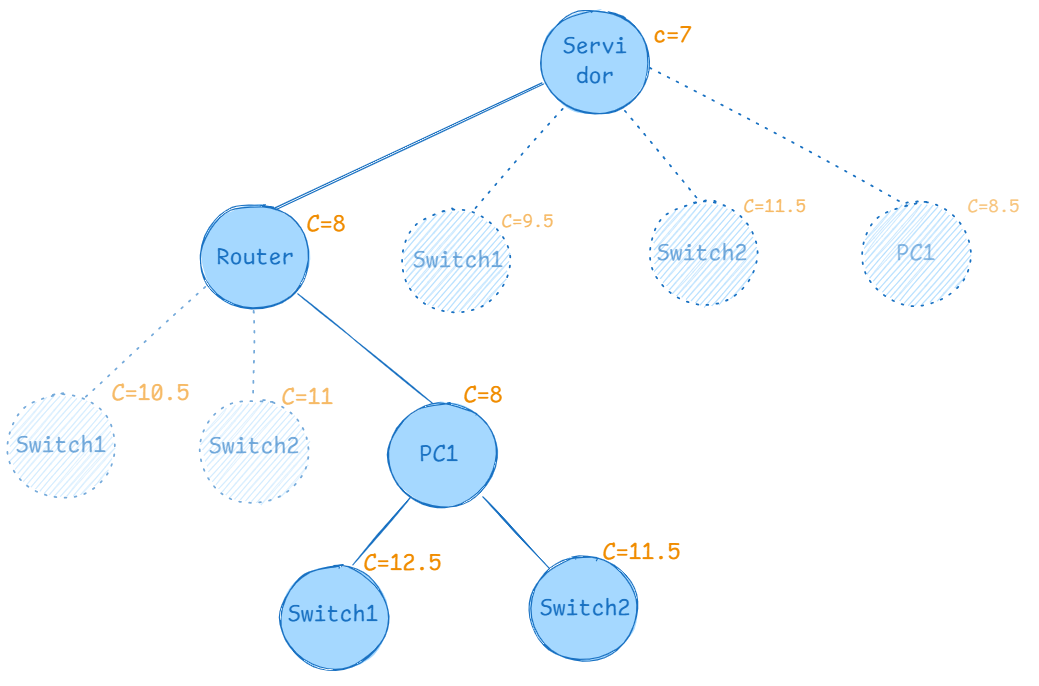 Servi
dor
c=7
Router
C=8
Switch1
C=9.5
Switch2
C=11.5
PC1
C=8.5
Switch1
C=10.5
Switch2
C=11
PC1
C=8
Switch1
C=12.5
Switch2
C=11.5